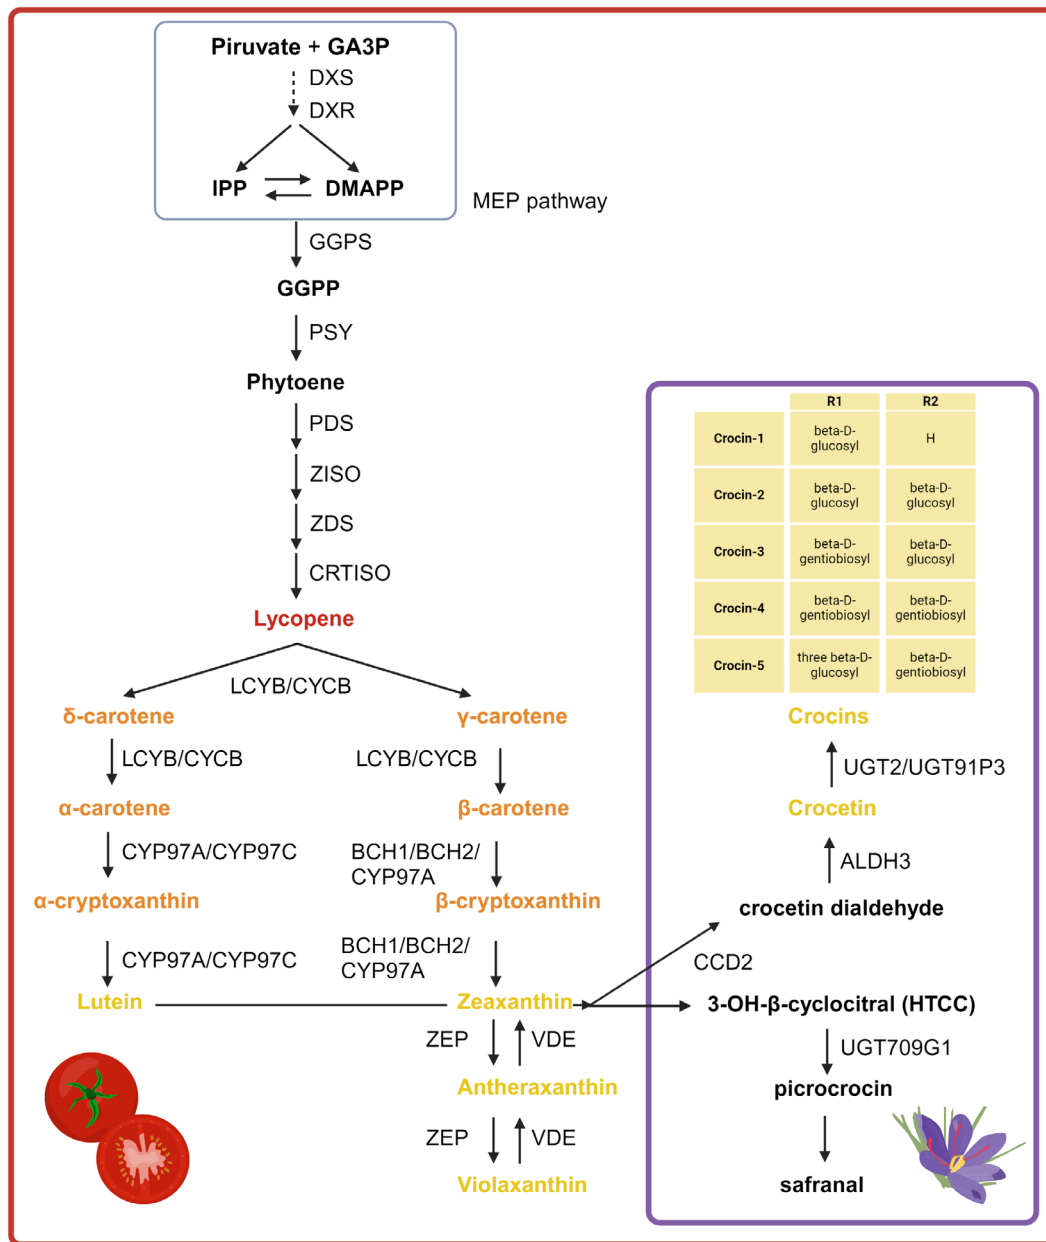 Piruvate + GA3P
DXS
DXR
IPP
DMAPP
MEP pathway
GGPS
GGPP
PSY
Phytoene
PDS
ZISO
ZDS
CRTISO
Lycopene
LCYB/CYCB
δ-carotene
γ-carotene
LCYB/CYCB
LCYB/CYCB
α-carotene
β-carotene
CYP97A/CYP97C
BCH1/BCH2/
CYP97A
α-cryptoxanthin
β-cryptoxanthin
CYP97A/CYP97C
BCH1/BCH2/
CYP97A
Lutein
Zeaxanthin
ZEP
VDE
Antheraxanthin
ZEP
VDE
Violaxanthin
R1
R2
Crocin-1
beta-D-
glucosyl
H
Crocin-2
beta-D-
glucosyl
beta-D-
glucosyl
Crocin-3
beta-D-
gentiobiosyl
beta-D-
glucosyl
Crocin-4
beta-D-
gentiobiosyl
beta-D-
gentiobiosyl
Crocin-5
three beta-D-
glucosyl
beta-D-
gentiobiosyl
Crocins
UGT2/UGT91P3
Crocetin
ALDH3
crocetin dialdehyde
CCD2
3-OH-β-cyclocitral (HTCC)
UGT709G1
picrocrocin
safranal